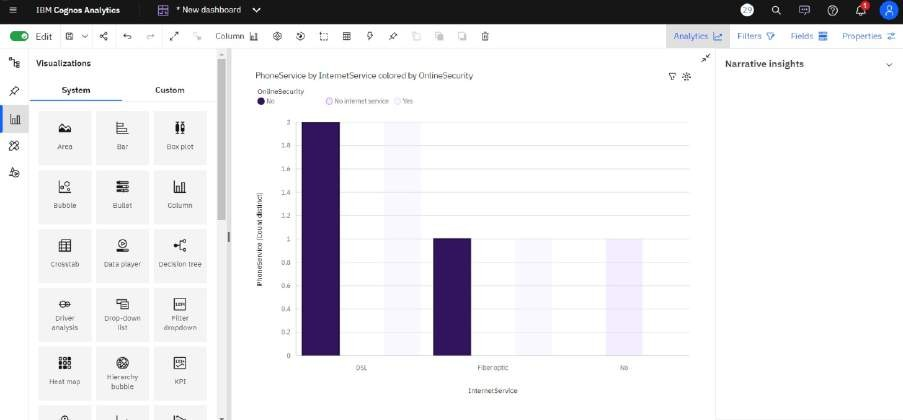 IBM Cognos Analytics
* New dashboard
29
1
Edit
Column
Analytics
Filters
Fields
Properties
Visualizations
System
Custom
Area
Bar
Box plot
Bubble
Bullet
Column
Crosstab
Data player
Decision tree
Driver
analysis
Drop-down
list
Filter
dropdown
Heat map
Hierarchy
bubble
KPI
PhoneService by InternetService colored by OnlineSecurity
OnlineSecurity
No
No internet service
Yes
PhoneService (Count distinct)
2
1.8
1.6
1.4
1.2
1
0.8
0.6
0.4
0.2
0
DSL
Fiber optic
No
InternetService
Narrative insights